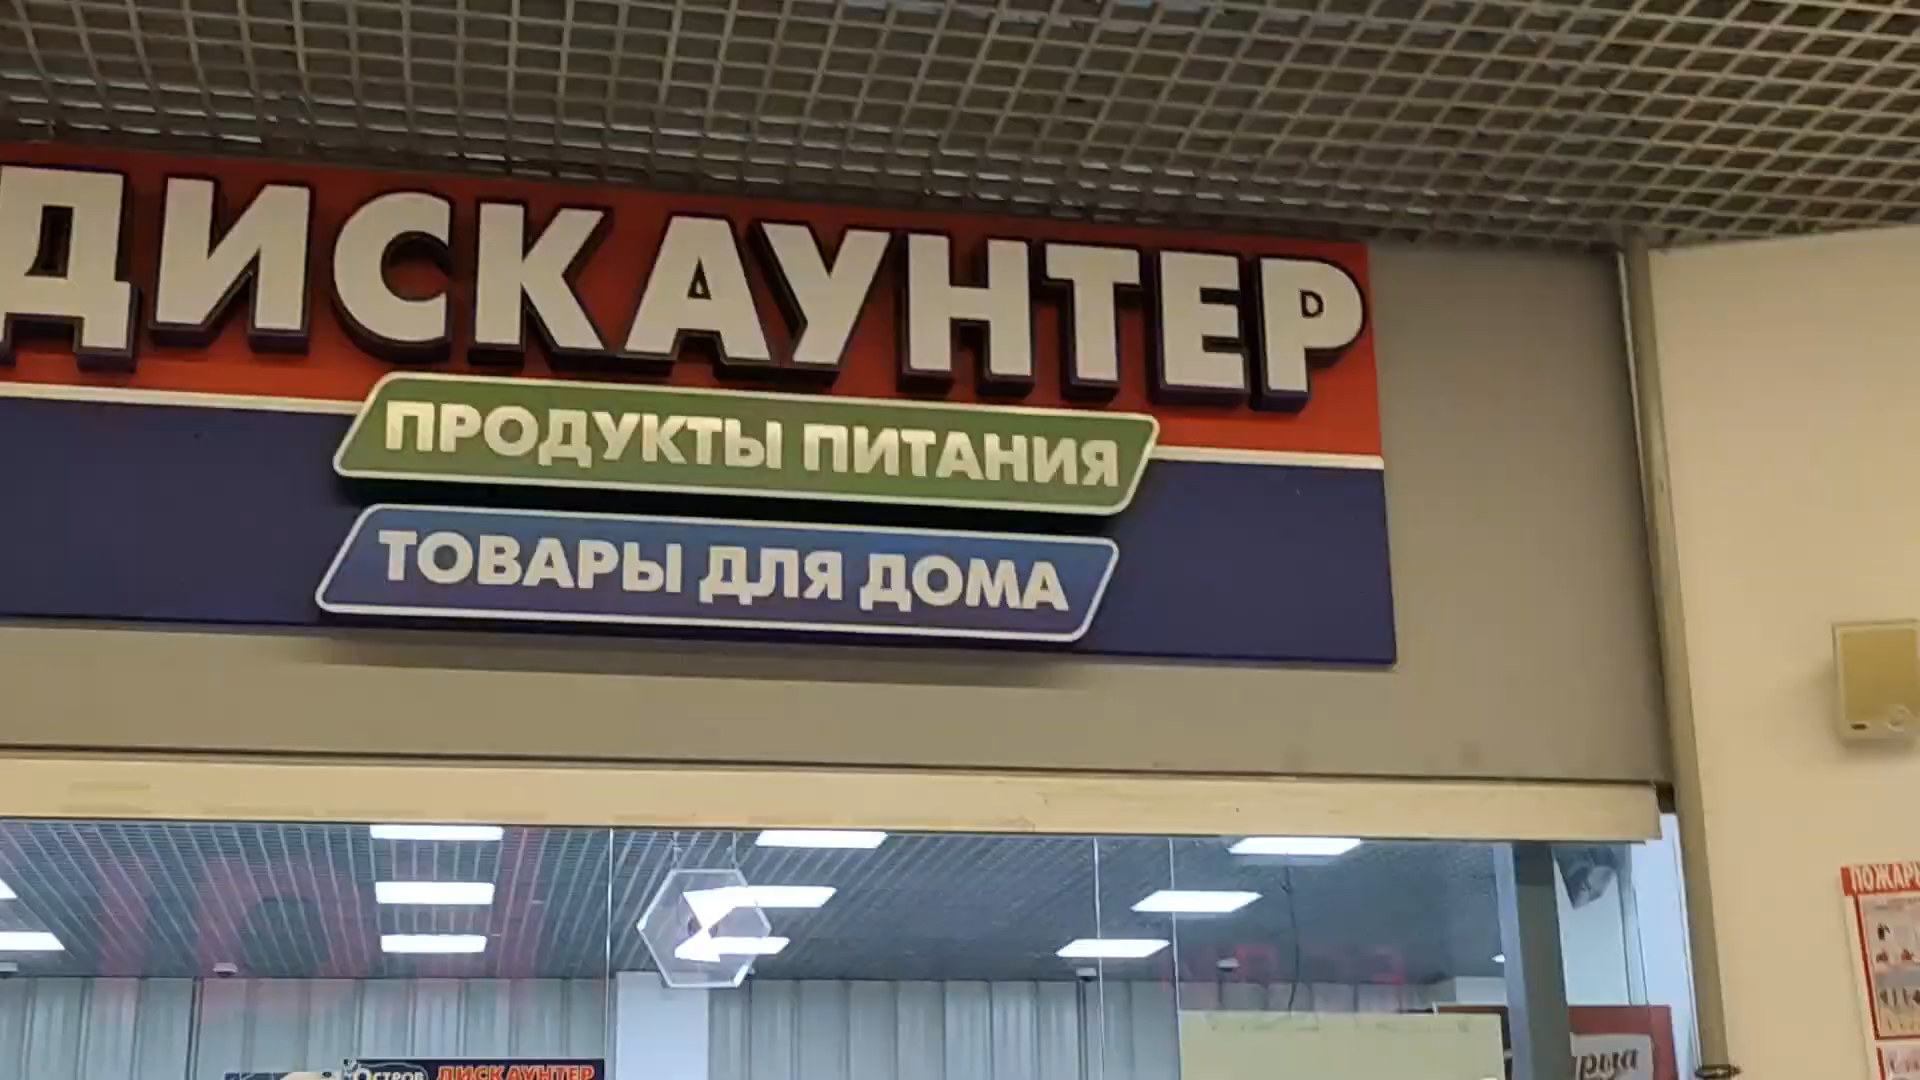 ДИСКАУНТЕР
ПРОДУКТЫ ПИТАНИЯ
ТОВАРЫ ДЛЯ ДОМА
ОСТРОВ ДИСКАУНТЕР